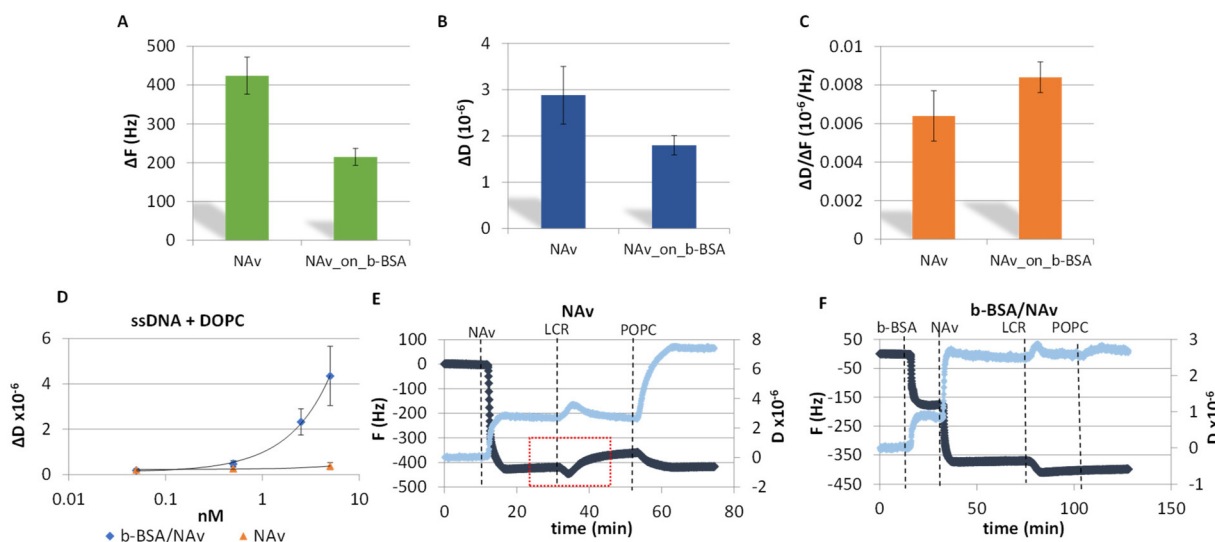 A
ΔF (Hz)
500
400
300
200
100
0
NAv
NAv_on_b-BSA
B
ΔD (10⁻⁶)
4
3
2
1
0
NAv
NAv_on_b-BSA
C
ΔD/ΔF (10⁻⁶/Hz)
0.01
0.008
0.006
0.004
0.002
0
NAv
NAv_on_b-BSA
D
ssDNA + DOPC
ΔD x10⁻⁶
6
4
2
0
0.01
0.1
1
10
nM
b-BSA/NAv
NAv
E
NAv
NAv
LCR
POPC
F (Hz)
100
0
-100
-200
-300
-400
-500
8
6
4
2
0
-2
D x10⁻⁶
0
20
40
60
80
time (min)
F
b-BSA/NAv
b-BSA
NAv
LCR
POPC
F (Hz)
50
-50
-150
-250
-350
-450
3
2
1
0
-1
D x10⁻⁶
0
50
100
150
time (min)